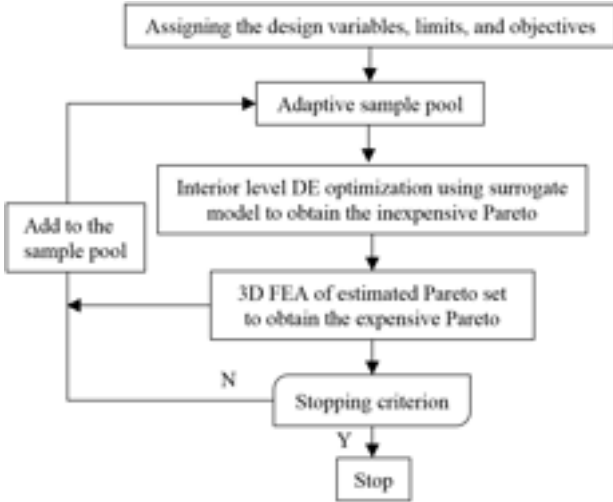 Assigning the design variables, limits, and objectives
Adaptive sample pool
Interior level DE optimization using surrogate
model to obtain the inexpensive Pareto
Add to the
sample pool
3D FEA of estimated Pareto set
to obtain the expensive Pareto
N
Stopping criterion
Y
Stop